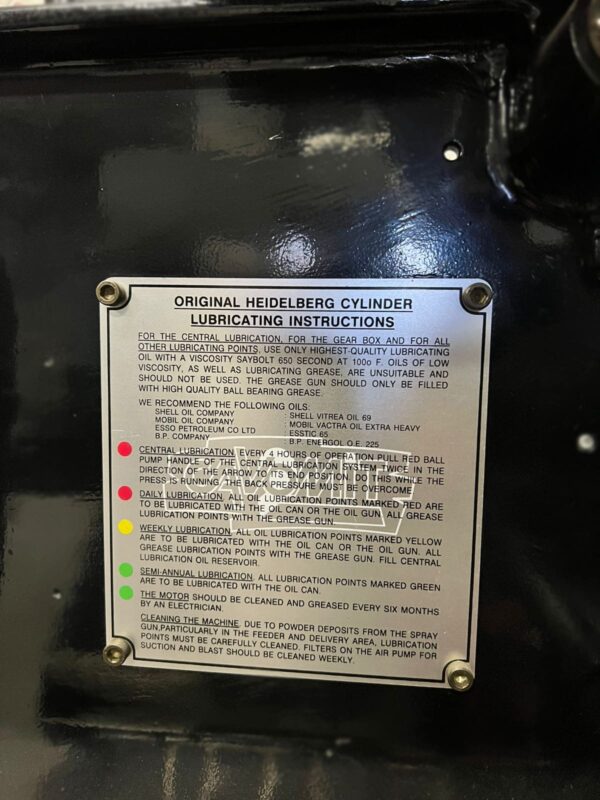 ORIGINAL HEIDELBERG CYLINDER
LUBRICATING INSTRUCTIONS
FOR THE CENTRAL LUBRICATION, FOR THE GEAR BOX AND FOR ALL
OTHER LUBRICATING POINTS, USE ONLY HIGHEST-QUALITY LUBRICATING
OIL WITH A VISCOSITY SAYBOLT 650 SECOND AT 100o F. OILS OF LOW
VISCOSITY, AS WELL AS LUBRICATING GREASE, ARE UNSUITABLE AND
SHOULD NOT BE USED. THE GREASE GUN SHOULD ONLY BE FILLED
WITH HIGH QUALITY BALL BEARING GREASE.
WE RECOMMEND THE FOLLOWING OILS:
SHELL OIL COMPANY : SHELL VITREA OIL 69
MOBIL OIL COMPANY : MOBIL VACTRA OIL EXTRA HEAVY
ESSO PETROLEUM CO LTD : ESSTIC 65
B.P. COMPANY : B.P. ENERGOL O.E. 225
CENTRAL LUBRICATION. EVERY HOURS OF OPERATION PULL RED BALL
PUMP HANDLE OF THE CENTRAL LUBRICATION SYSTEM TWICE IN THE
DIRECTION OF THE ARROW TO ITS END POSITION. DO THIS WHILE THE
PRESS IS RUNNING. THE BACK PRESSURE MUST BE OVERCOME
DAILY LUBRICATION. ALL OIL LUBRICATION POINTS MARKED RED ARE
TO BE LUBRICATED WITH THE OIL CAN OR THE OIL GUN. ALL GREASE
LUBRICATION POINTS WITH THE GREASE GUN.
WEEKLY LUBRICATION. ALL OIL LUBRICATION POINTS MARKED YELLOW
ARE TO BE LUBRICATED WITH THE OIL CAN OR THE OIL GUN. ALL
GREASE LUBRICATION POINTS WITH THE GREASE GUN. FILL CENTRAL
LUBRICATION OIL RESERVOIR.
SEMI-ANNUAL LUBRICATION. ALL LUBRICATION POINTS MARKED GREEN
ARE TO BE LUBRICATED WITH THE OIL CAN.
THE MOTOR SHOULD BE CLEANED AND GREASED EVERY SIX MONTHS
BY AN ELECTRICIAN.
CLEANING THE MACHINE. DUE TO POWDER DEPOSITS FROM THE SPRAY
GUN,PARTICULARLY IN THE FEEDER AND DELIVERY AREA, LUBRICATION
POINTS MUST BE CAREFULLY CLEANED. FILTERS ON THE AIR PUMP FOR
SUCTION AND BLAST SHOULD BE CLEANED WEEKLY.